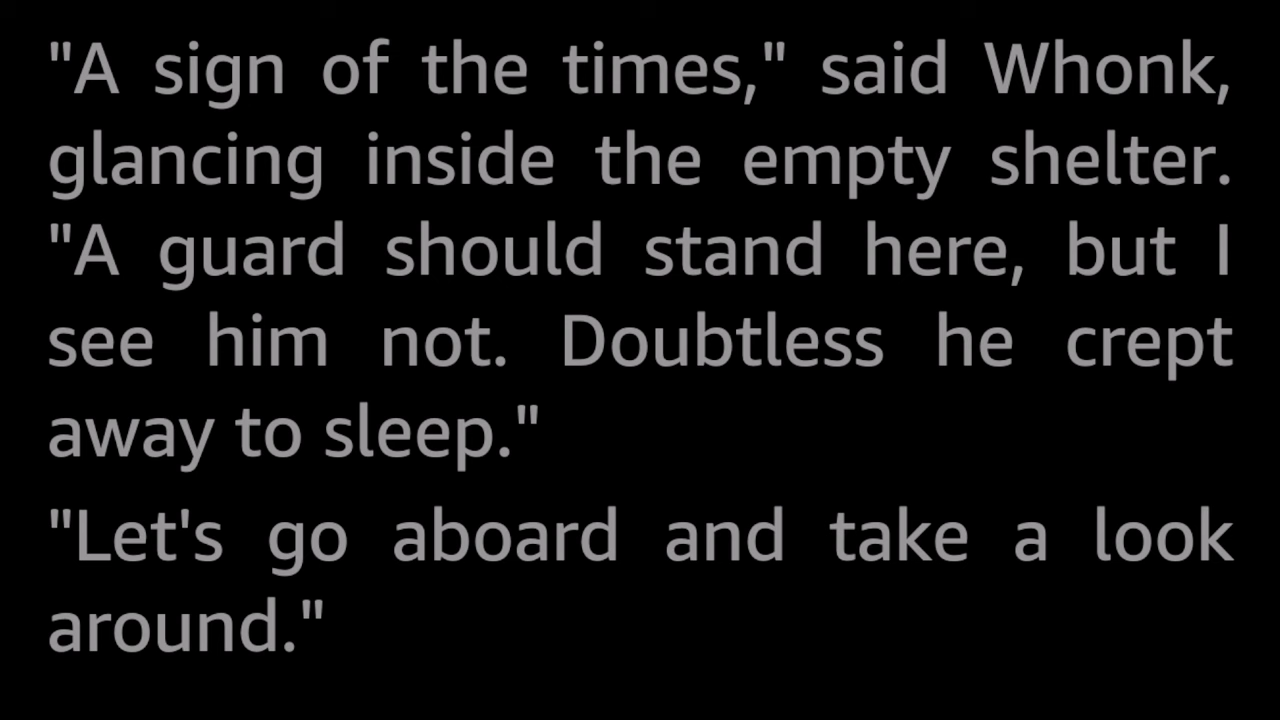 "A sign of the times," said Whonk,
glancing inside the empty shelter.
"A guard should stand here, but I
see him not. Doubtless he crept
away to sleep."
"Let's go aboard and take a look
around."